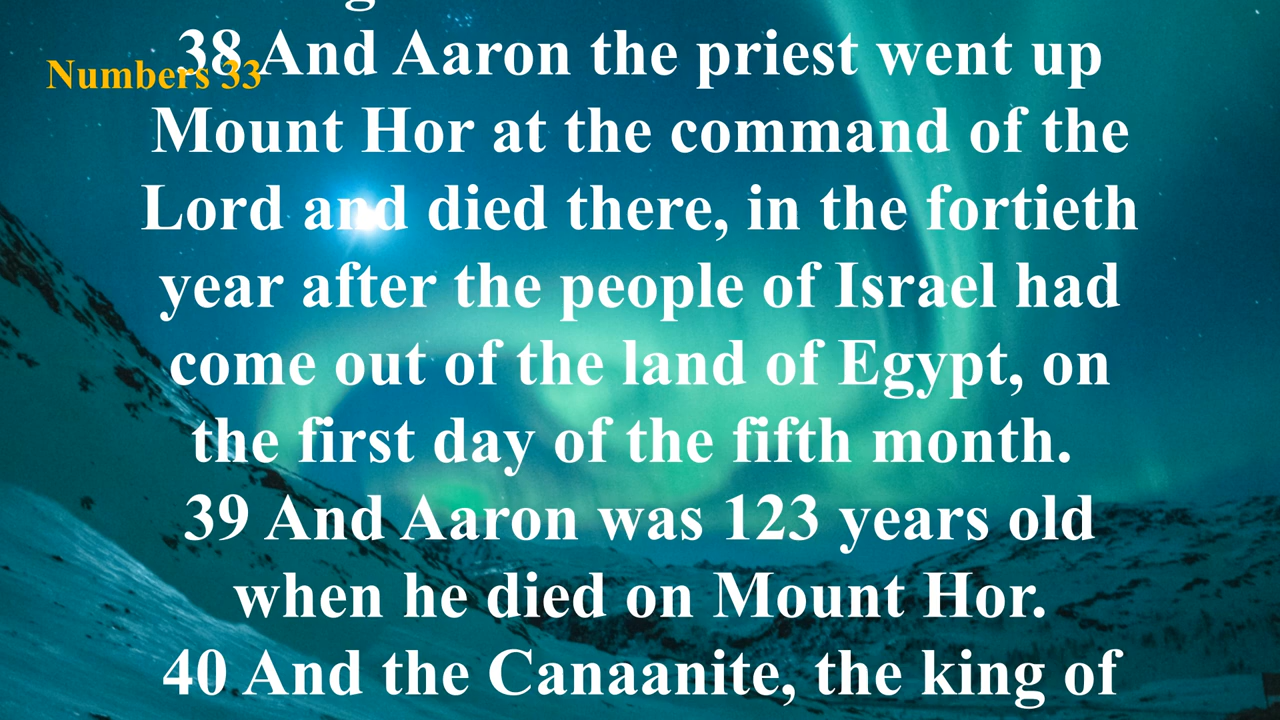 Numbers 33
38 And Aaron the priest went up
Mount Hor at the command of the
Lord and died there, in the fortieth
year after the people of Israel had
come out of the land of Egypt, on
the first day of the fifth month.
39 And Aaron was 123 years old
when he died on Mount Hor.
40 And the Canaanite, the king of